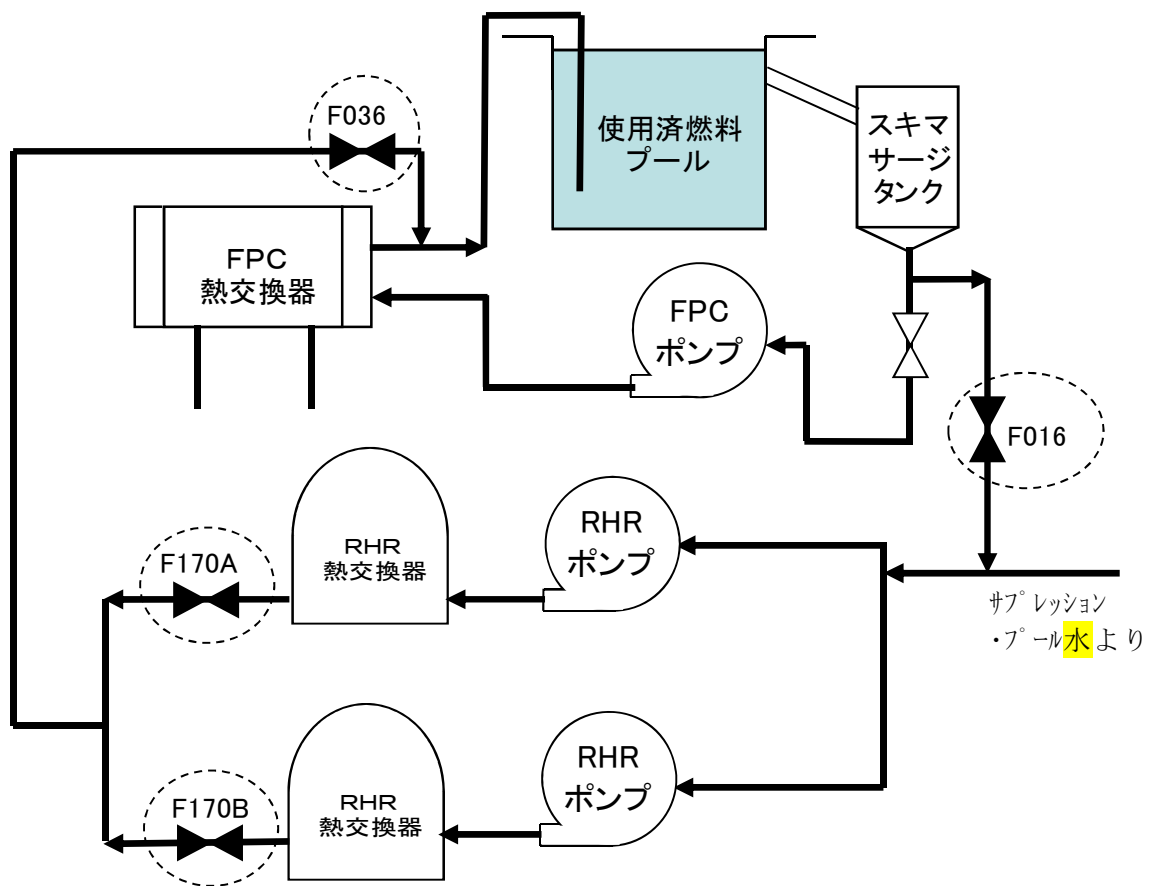 F036
使用済燃料
プール
スキマ
サージ
タンク
FPC
熱交換器
FPC
ポンプ
F016
RHR
熱交換器
RHR
ポンプ
F170A
サプレッション
・プール水より
RHR
熱交換器
RHR
ポンプ
F170B